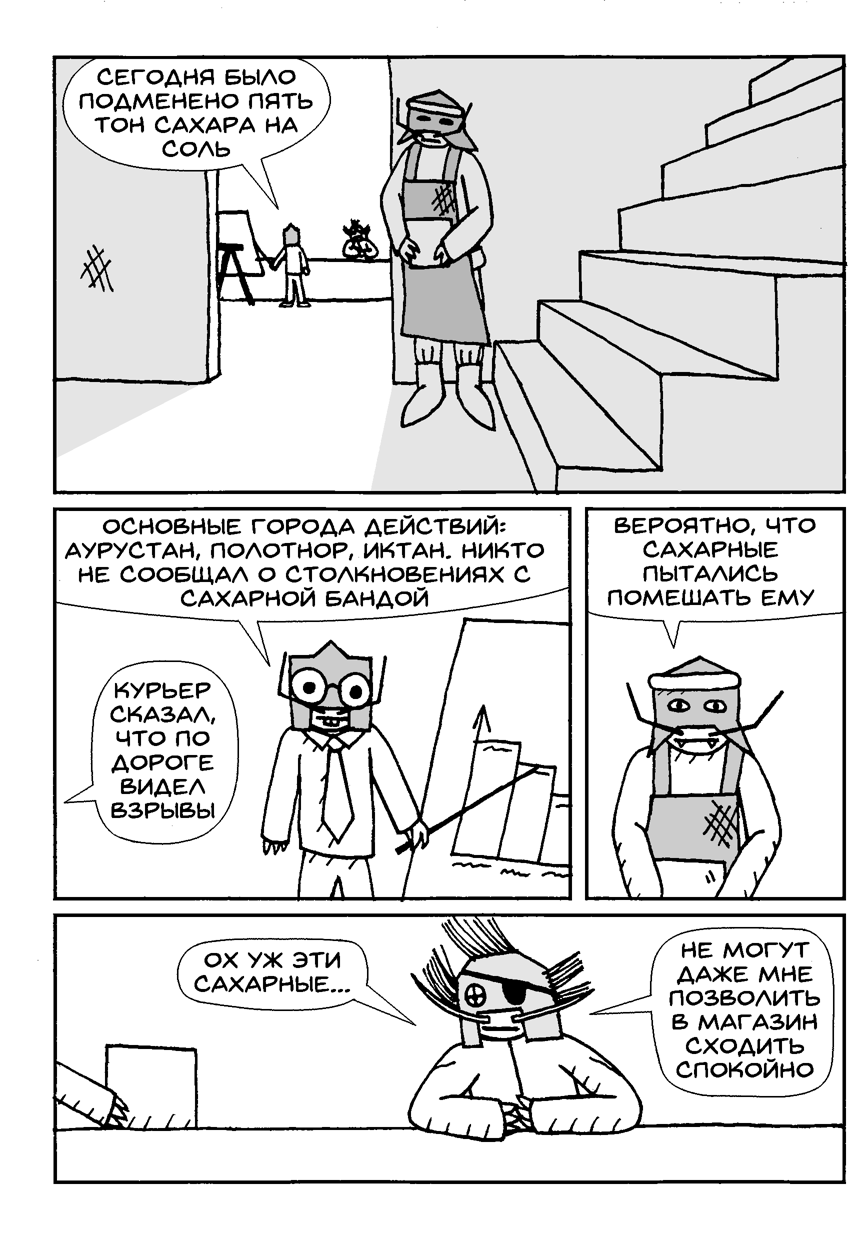 СЕГОДНЯ БЫЛО
ПОДМЕНЕНО ПЯТЬ
ТОН САХАРА НА
СОЛЬ
ОСНОВНЫЕ ГОРОДА ДЕЙСТВИЙ:
АУРУСТАН, ПОЛОТНОР, ИКТАН. НИКТО
НЕ СООБЩАЛ О СТОЛКНОВЕНИЯХ С
САХАРНОЙ БАНДОЙ
КУРЬЕР
СКАЗАЛ,
ЧТО ПО
ДОРОГЕ
ВИДЕЛ
ВЗРЫВЫ
ВЕРОЯТНО, ЧТО
САХАРНЫЕ
ПЫТАЛИСЬ
ПОМЕШАТЬ ЕМУ
ОХ УЖ ЭТИ
САХАРНЫЕ...
НЕ МОГУТ
ДАЖЕ МНЕ
ПОЗВОЛИТЬ
В МАГАЗИН
СХОДИТЬ
СПОКОЙНО